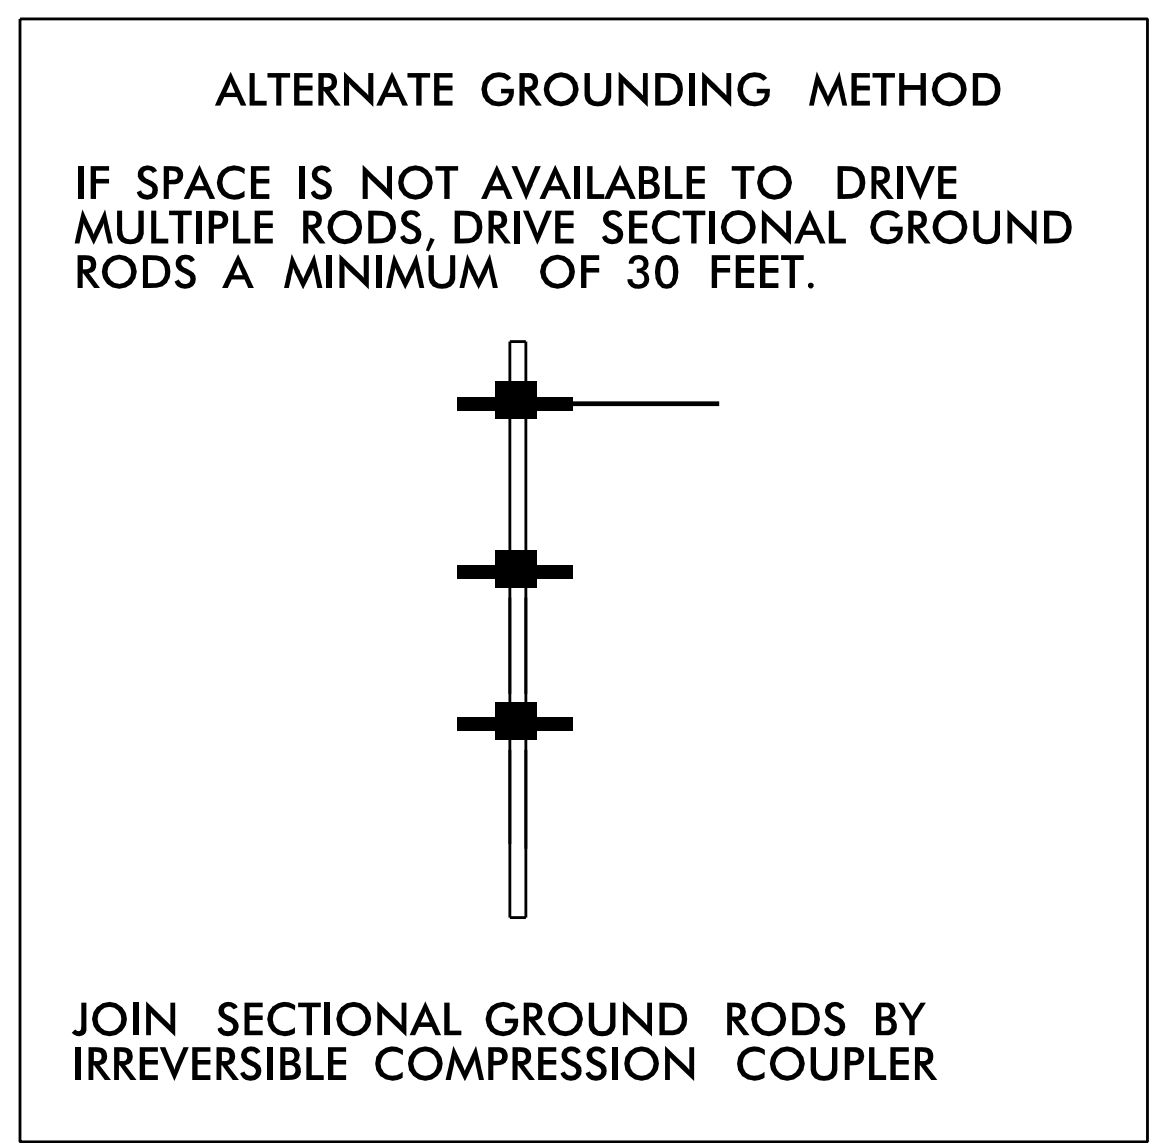 ALTERNATE GROUNDING METHOD
IF SPACE IS NOT AVAILABLE TO DRIVE
MULTIPLE RODS, DRIVE SECTIONAL GROUND
RODS A MINIMUM OF 30 FEET.
JOIN SECTIONAL GROUND RODS BY
IRREVERSIBLE COMPRESSION COUPLER